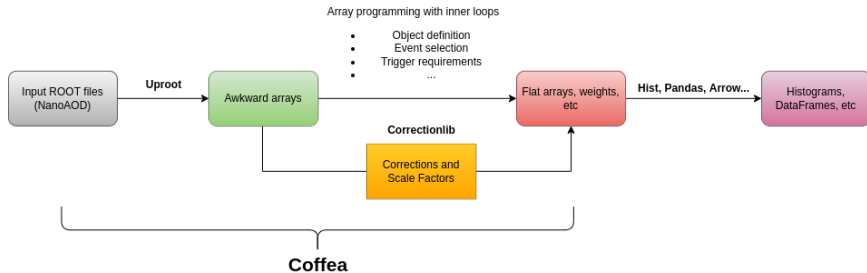 Array programming with inner loops
Object definition
Event selection
Trigger requirements
...
Input ROOT files
(NanoAOD)
Uproot
Awkward arrays
Flat arrays, weights,
etc
Hist, Pandas, Arrow...
Histograms,
DataFrames, etc
Correctionlib
Corrections and
Scale Factors
Coffea